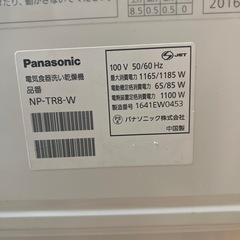 2016
Panasonic
電気食器洗い乾燥機
品番
NP-TR8-W
JET
100 V 50/60 Hz
最大消費電力 1165/1185 W
電動機定格消費電力 65/85 W
電熱装置定格消費電力 1100 W
製造番号 1641EW0453
パナソニック株式会社
中国製